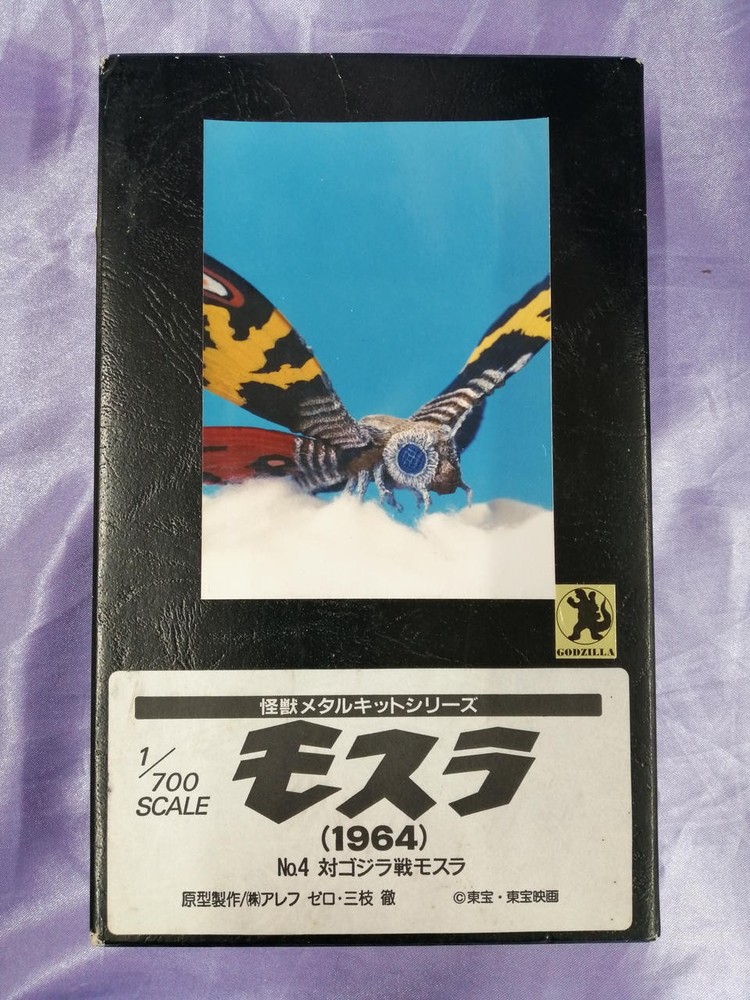 GODZILLA
怪獣メタルキットシリーズ
1/700
SCALE
モスラ
(1964)
No.4 対ゴジラ戦モスラ
原型製作/㈱アレフ ゼロ・三枝 徹 ©東宝・東宝映画